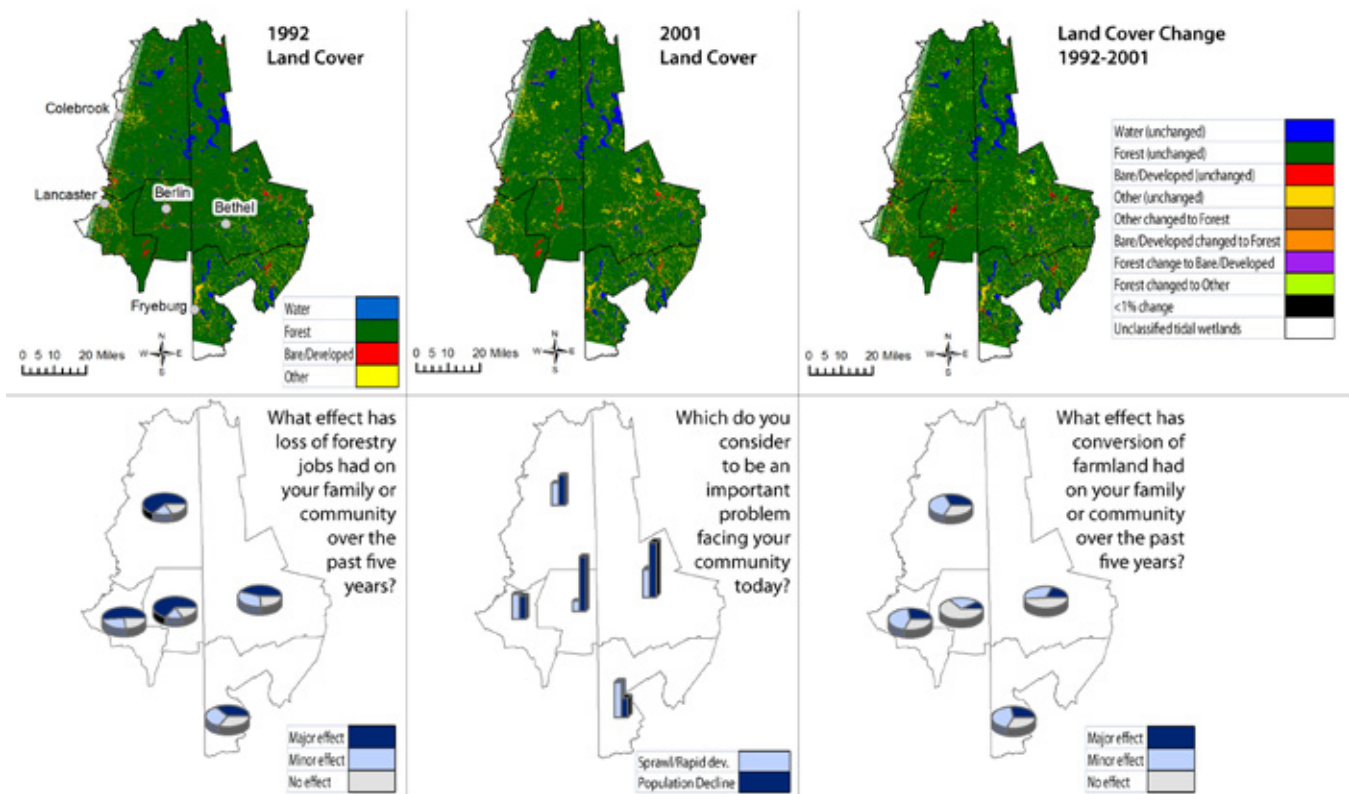 1992
Land Cover
Colebrook
Lancaster
Berlin
Bethel
Fryeburg
N
W E
S
0 5 10 20 Miles
Water
Forest
Bare/Developed
Other
2001
Land Cover
N
W E
S
0 5 10 20 Miles
Land Cover Change
1992-2001
Water (unchanged)
Forest (unchanged)
Bare/Developed (unchanged)
Other (unchanged)
Other changed to Forest
Bare/Developed changed to Forest
Forest change to Bare/Developed
Forest changed to Other
<1% change
Unclassified tidal wetlands
N
W E
S
0 5 10 20 Miles
What effect has
loss of forestry
jobs had on
your family or
community
over the
past five
years?
Major effect
Minor effect
No effect
Which do you
consider
to be an
important
problem
facing your
community
today?
Sprawl/Rapid dev.
Population Decline
What effect has
conversion of
farmland had
on your family
or community
over the past
five years?
Major effect
Minor effect
No effect